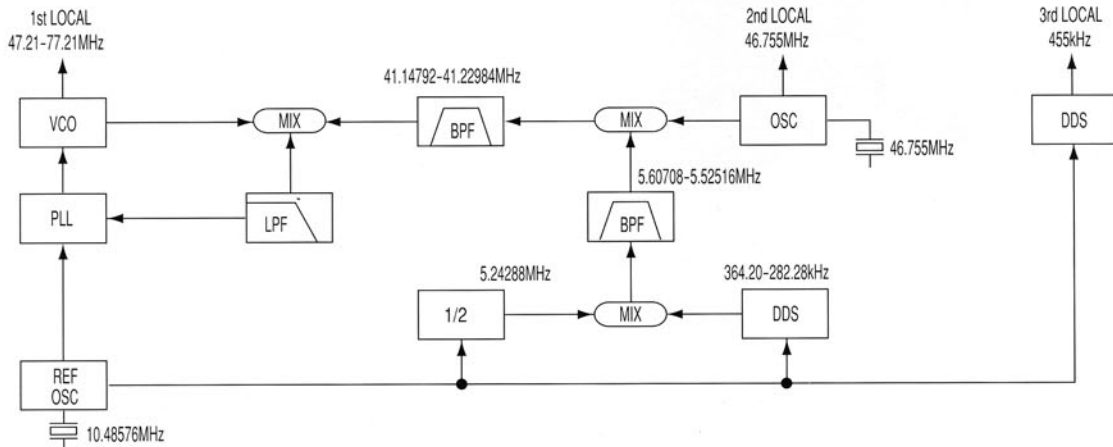 1st LOCAL
47.21-77.21MHz
2nd LOCAL
46.755MHz
3rd LOCAL
455kHz
41.14792-41.22984MHz
VCO
MIX
BPF
MIX
OSC
DDS
46.755MHz
5.60708-5.52516MHz
PLL
LPF
BPF
5.24288MHz
364.20-282.28kHz
1/2
MIX
DDS
REF
OSC
10.48576MHz